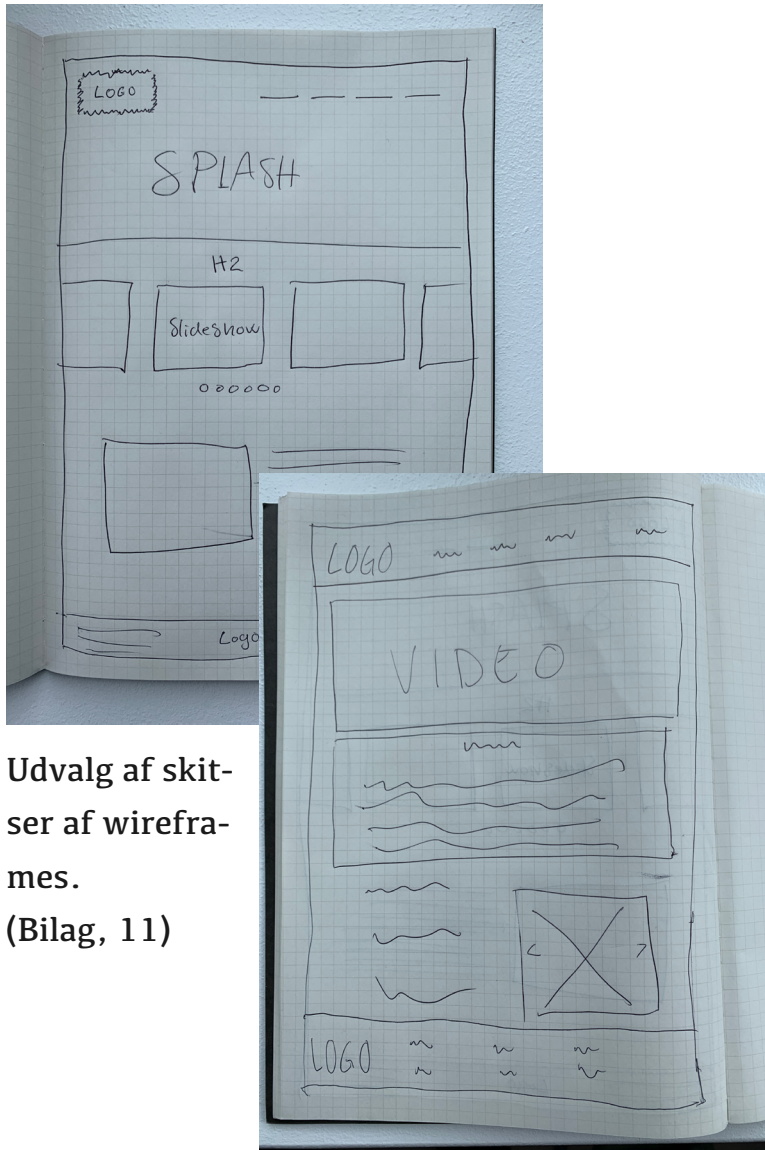 LOGO
SPLASH
H2
Slideshow
Logo
LOGO
VIDEO
LOGO
Udvalg af skit-
ser af wirefra-
mes.
(Bilag, 11)